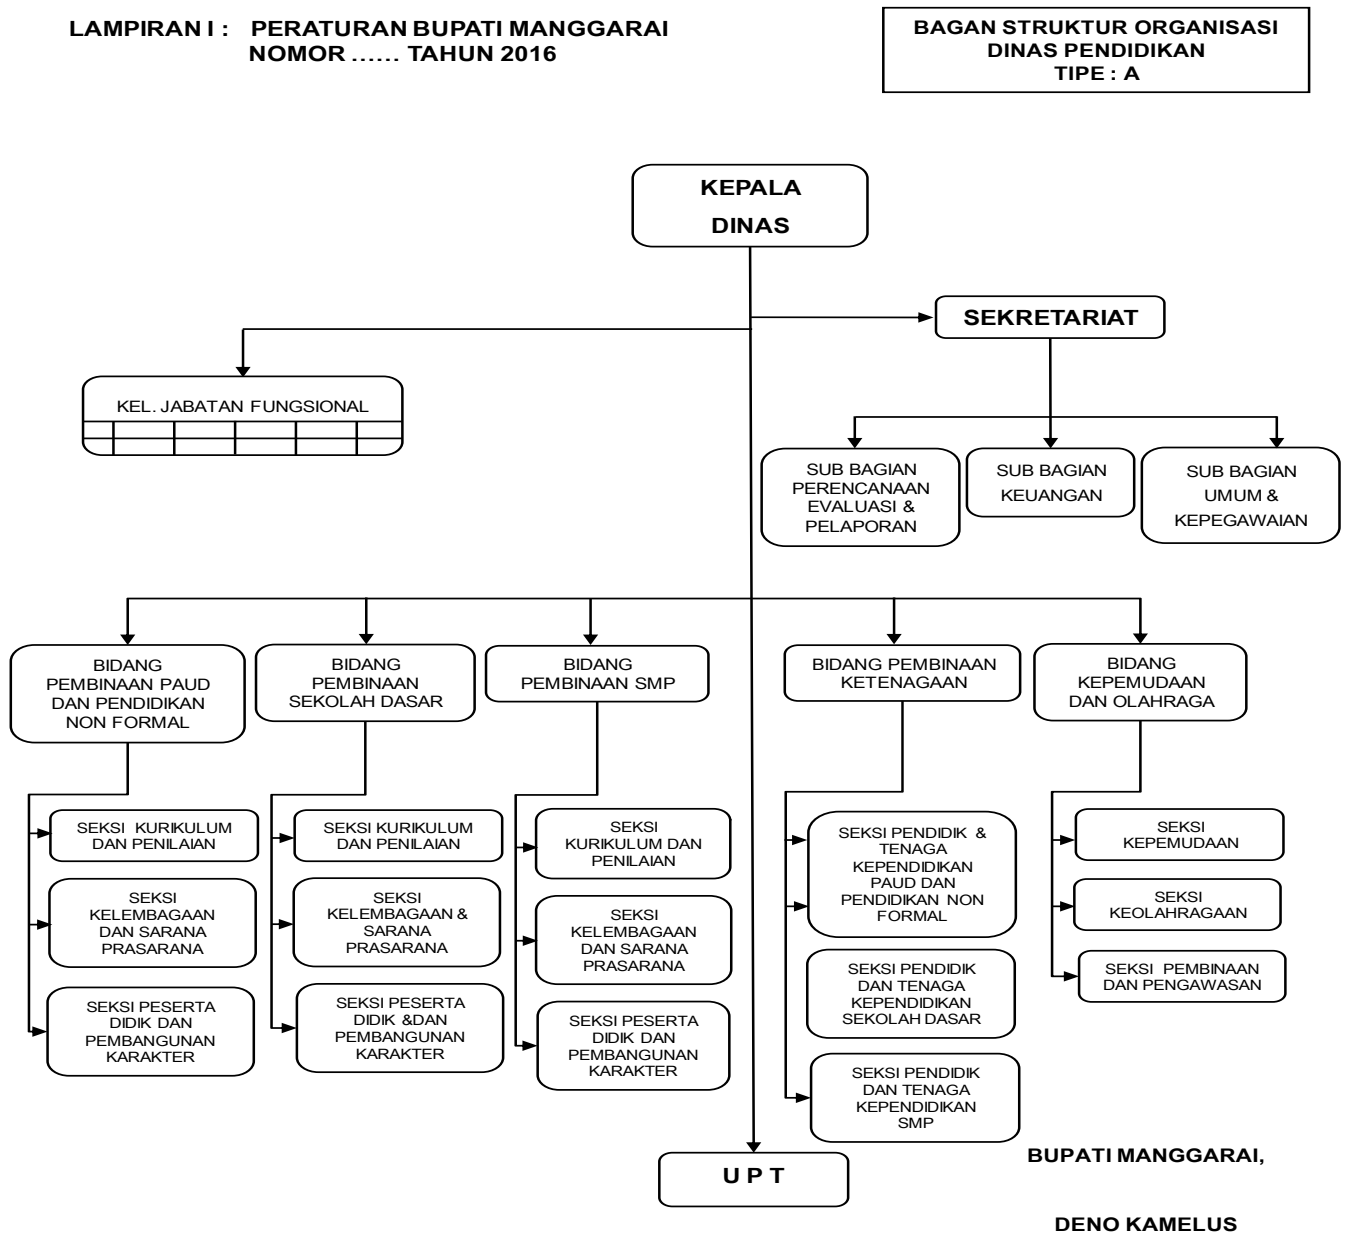 LAMPIRAN I : PERATURAN BUPATI MANGGARAI
NOMOR ...... TAHUN 2016
BAGAN STRUKTUR ORGANISASI
DINAS PENDIDIKAN
TIPE : A
KEPALA
DINAS
SEKRETARIAT
KEL. JABATAN FUNGSIONAL
SUB BAGIAN
PERENCANAAN
EVALUASI &
PELAPORAN
SUB BAGIAN
KEUANGAN
SUB BAGIAN
UMUM &
KEPEGAWAIAN
BIDANG
PEMBINAAN PAUD
DAN PENDIDIKAN
NON FORMAL
BIDANG
PEMBINAAN
SEKOLAH DASAR
BIDANG
PEMBINAAN SMP
BIDANG PEMBINAAN
KETENAGAAN
BIDANG
KEPEMUDAAN
DAN OLAHRAGA
SEKSI KURIKULUM
DAN PENILAIAN
SEKSI
KELEMBAGAAN
DAN SARANA
PRASARANA
SEKSI PESERTA
DIDIK DAN
PEMBANGUNAN
KARAKTER
SEKSI KURIKULUM
DAN PENILAIAN
SEKSI
KELEMBAGAAN &
SARANA
PRASARANA
SEKSI PESERTA
DIDIK &DAN
PEMBANGUNAN
KARAKTER
SEKSI
KURIKULUM DAN
PENILAIAN
SEKSI
KELEMBAGAAN
DAN SARANA
PRASARANA
SEKSI PESERTA
DIDIK DAN
PEMBANGUNAN
KARAKTER
SEKSI PENDIDIK &
TENAGA
KEPENDIDIKAN
PAUD DAN
PENDIDIKAN NON
FORMAL
SEKSI PENDIDIK
DAN TENAGA
KEPENDIDIKAN
SEKOLAH DASAR
SEKSI PENDIDIK
DAN TENAGA
KEPENDIDIKAN
SMP
SEKSI
KEPEMUDAAN
SEKSI
KEOLAHRAGAAN
SEKSI PEMBINAAN
DAN PENGAWASAN
U P T
BUPATI MANGGARAI,
DENO KAMELUS